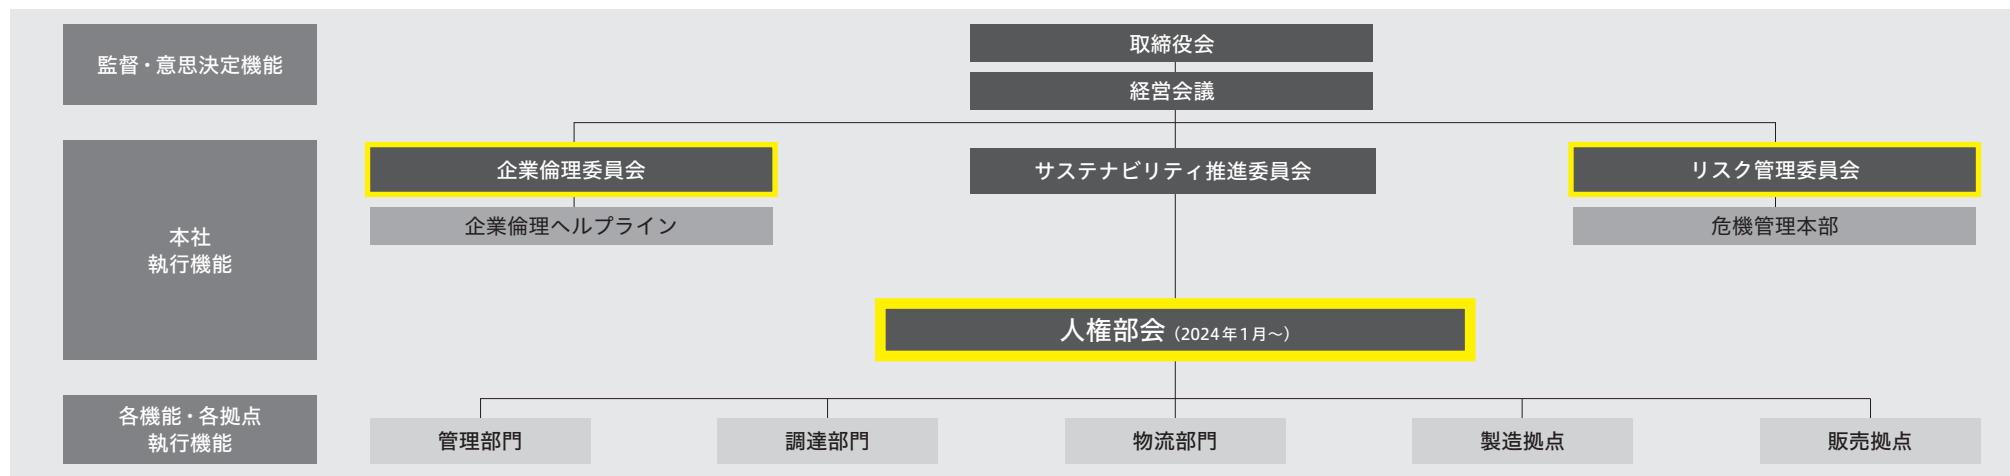 監督・意思決定機能
取締役会
経営会議
本社
執行機能
企業倫理委員会
サステナビリティ推進委員会
リスク管理委員会
企業倫理ヘルプライン
危機管理本部
人権部会（2024年1月～）
各機能・各拠点
執行機能
管理部門
調達部門
物流部門
製造拠点
販売拠点